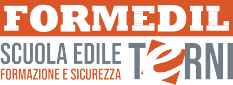 FORMEDIL
SCUOLA EDILE TeRNI
FORMAZIONE E SICUREZZA